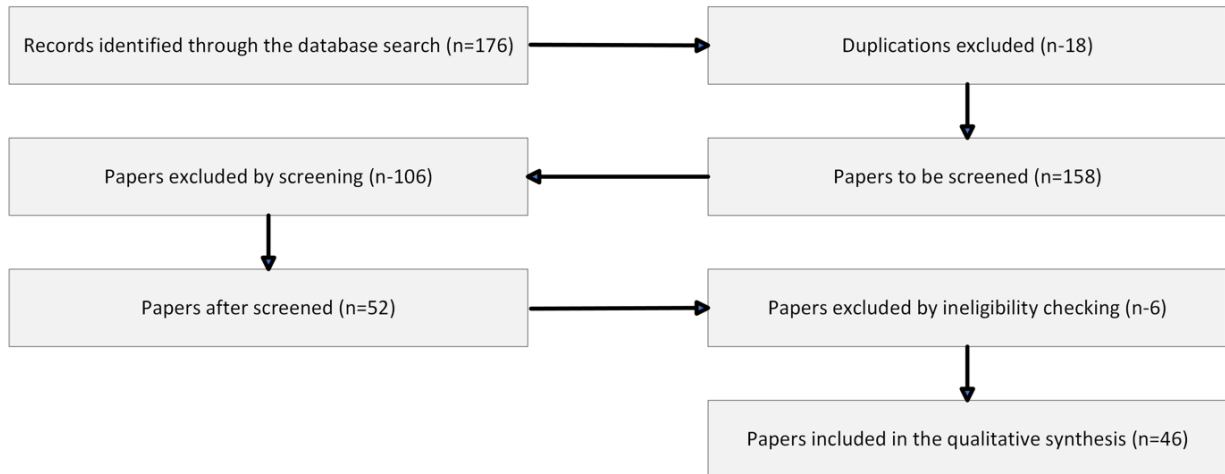 Records identified through the database search (n=176)
Duplications excluded (n-18)
Papers to be screened (n=158)
Papers excluded by screening (n-106)
Papers after screened (n=52)
Papers excluded by ineligibility checking (n-6)
Papers included in the qualitative synthesis (n=46)